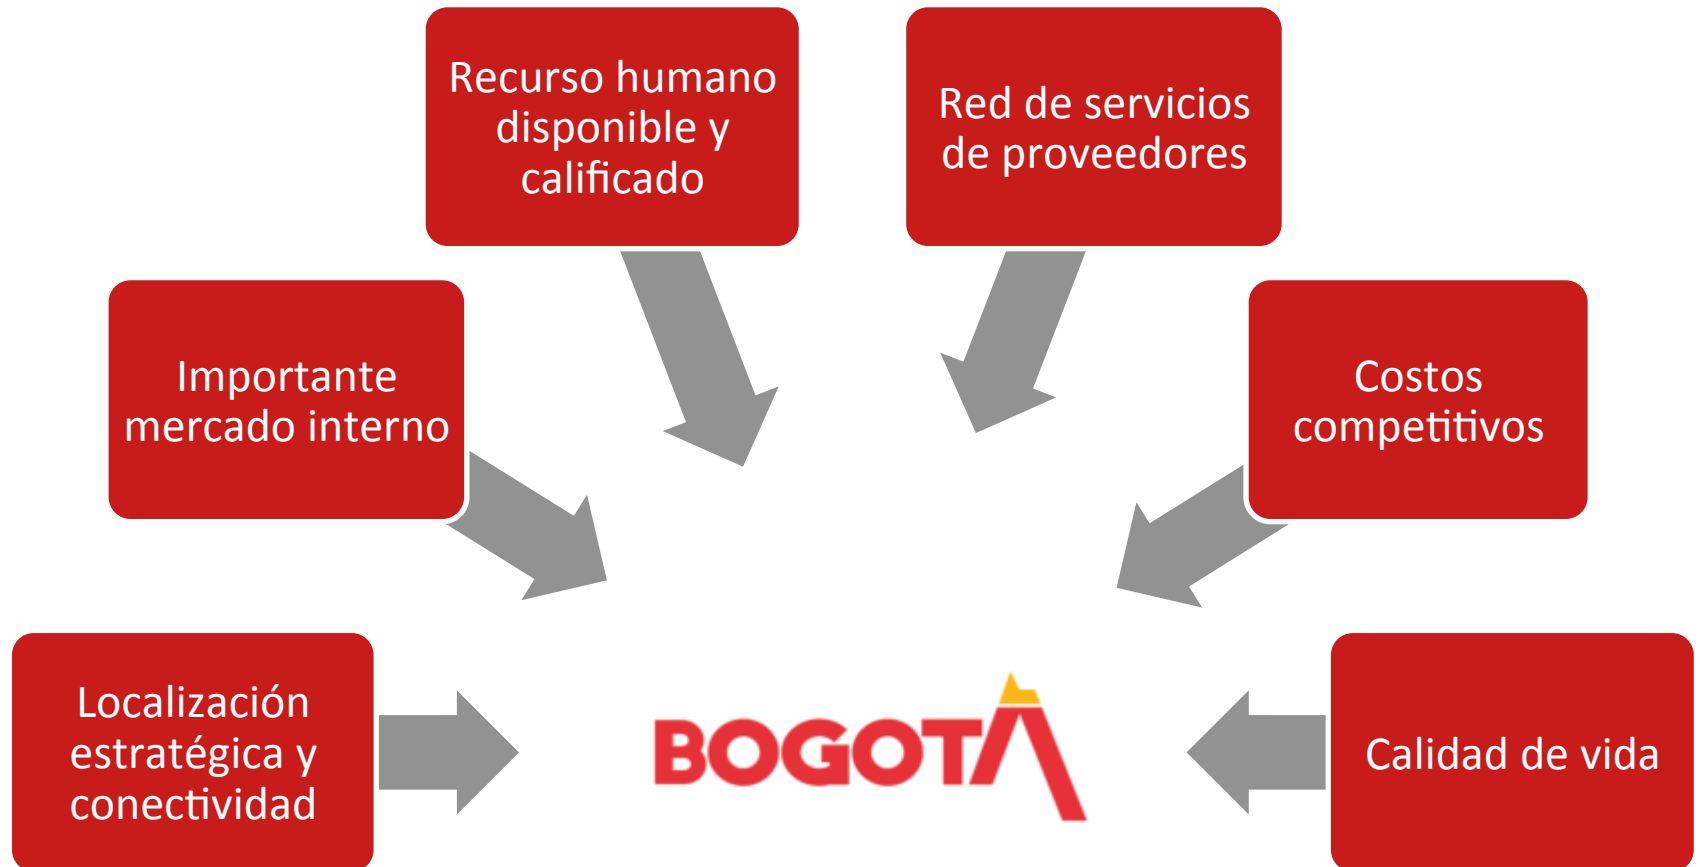 Recurso humano
disponible y
calificado
Red de servicios
de proveedores
Importante
mercado interno
Costos
competitivos
Localización
estratégica y
conectividad
BOGOTÁ
Calidad de vida